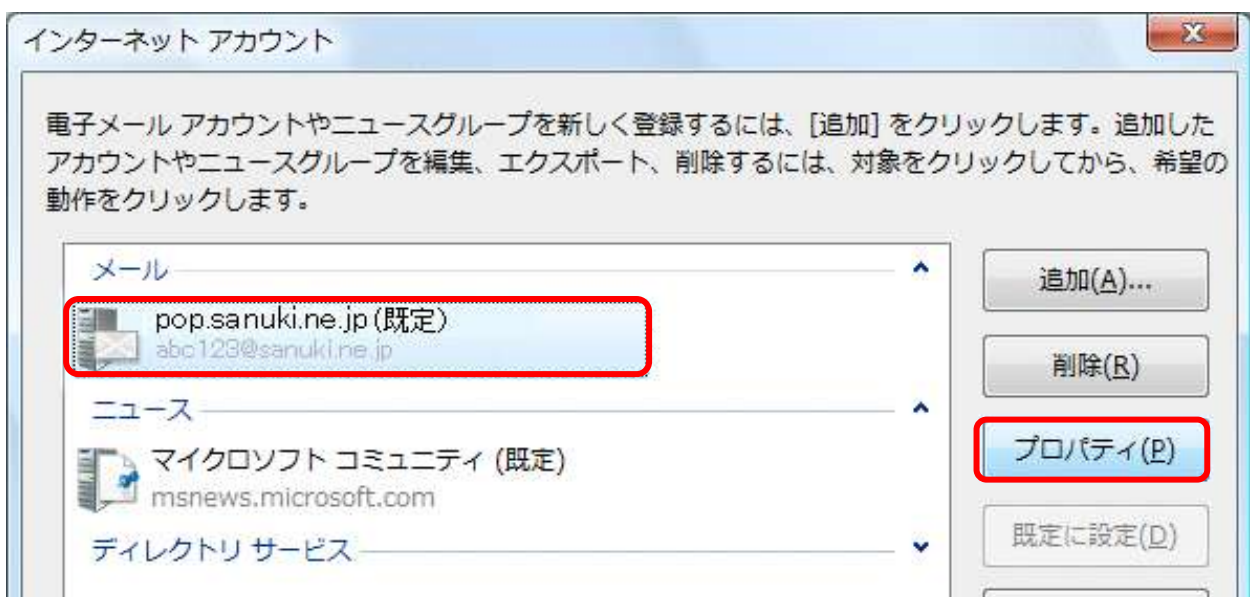 インターネット アカウント
電子メール アカウントやニュースグループを新しく登録するには、[追加] をクリックします。追加した
アカウントやニュースグループを編集、エクスポート、削除するには、対象をクリックしてから、希望の
動作をクリックします。
メール
追加(A)...
pop.sanuki.ne.jp(既定)
abc123@sanuki.ne.jp
削除(R)
ニュース
プロパティ(P)
マイクロソフト コミュニティ (既定)
msnews.microsoft.com
既定に設定(D)
ディレクトリ サービス